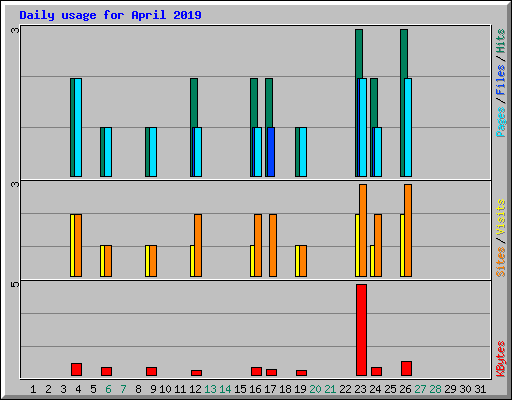 Daily usage for April 2019
3
Pages / Files / Hits
3
Sites / Visits
5
KBytes
1 2 3 4 5 6 7 8 9 10 11 12 13 14 15 16 17 18 19 20 21 22 23 24 25 26 27 28 29 30 31